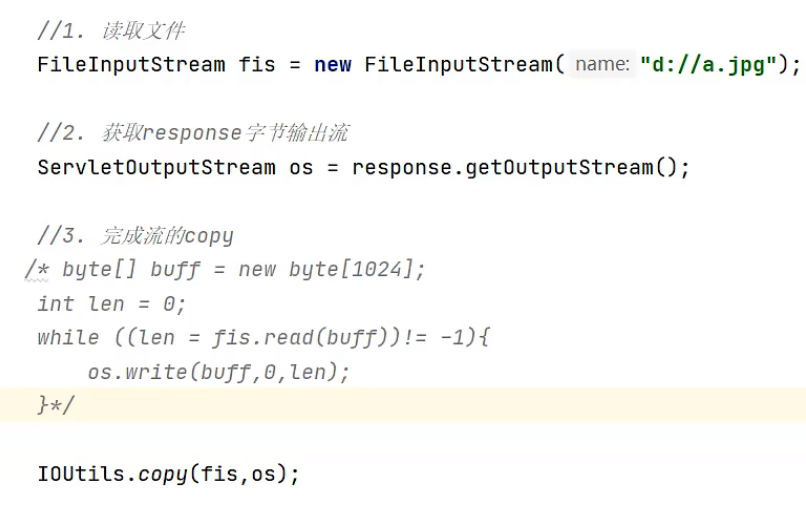 //1. 读取文件
FileInputStream fis = new FileInputStream( name: "d://a.jpg");
//2. 获取response字节输出流
ServletOutputStream os = response.getOutputStream();
//3. 完成流的copy
/* byte[] buff = new byte[1024];
int len = 0;
while ((len = fis.read(buff))!= -1){
os.write(buff,0,len);
}*/
IOUtils.copy(fis,os);